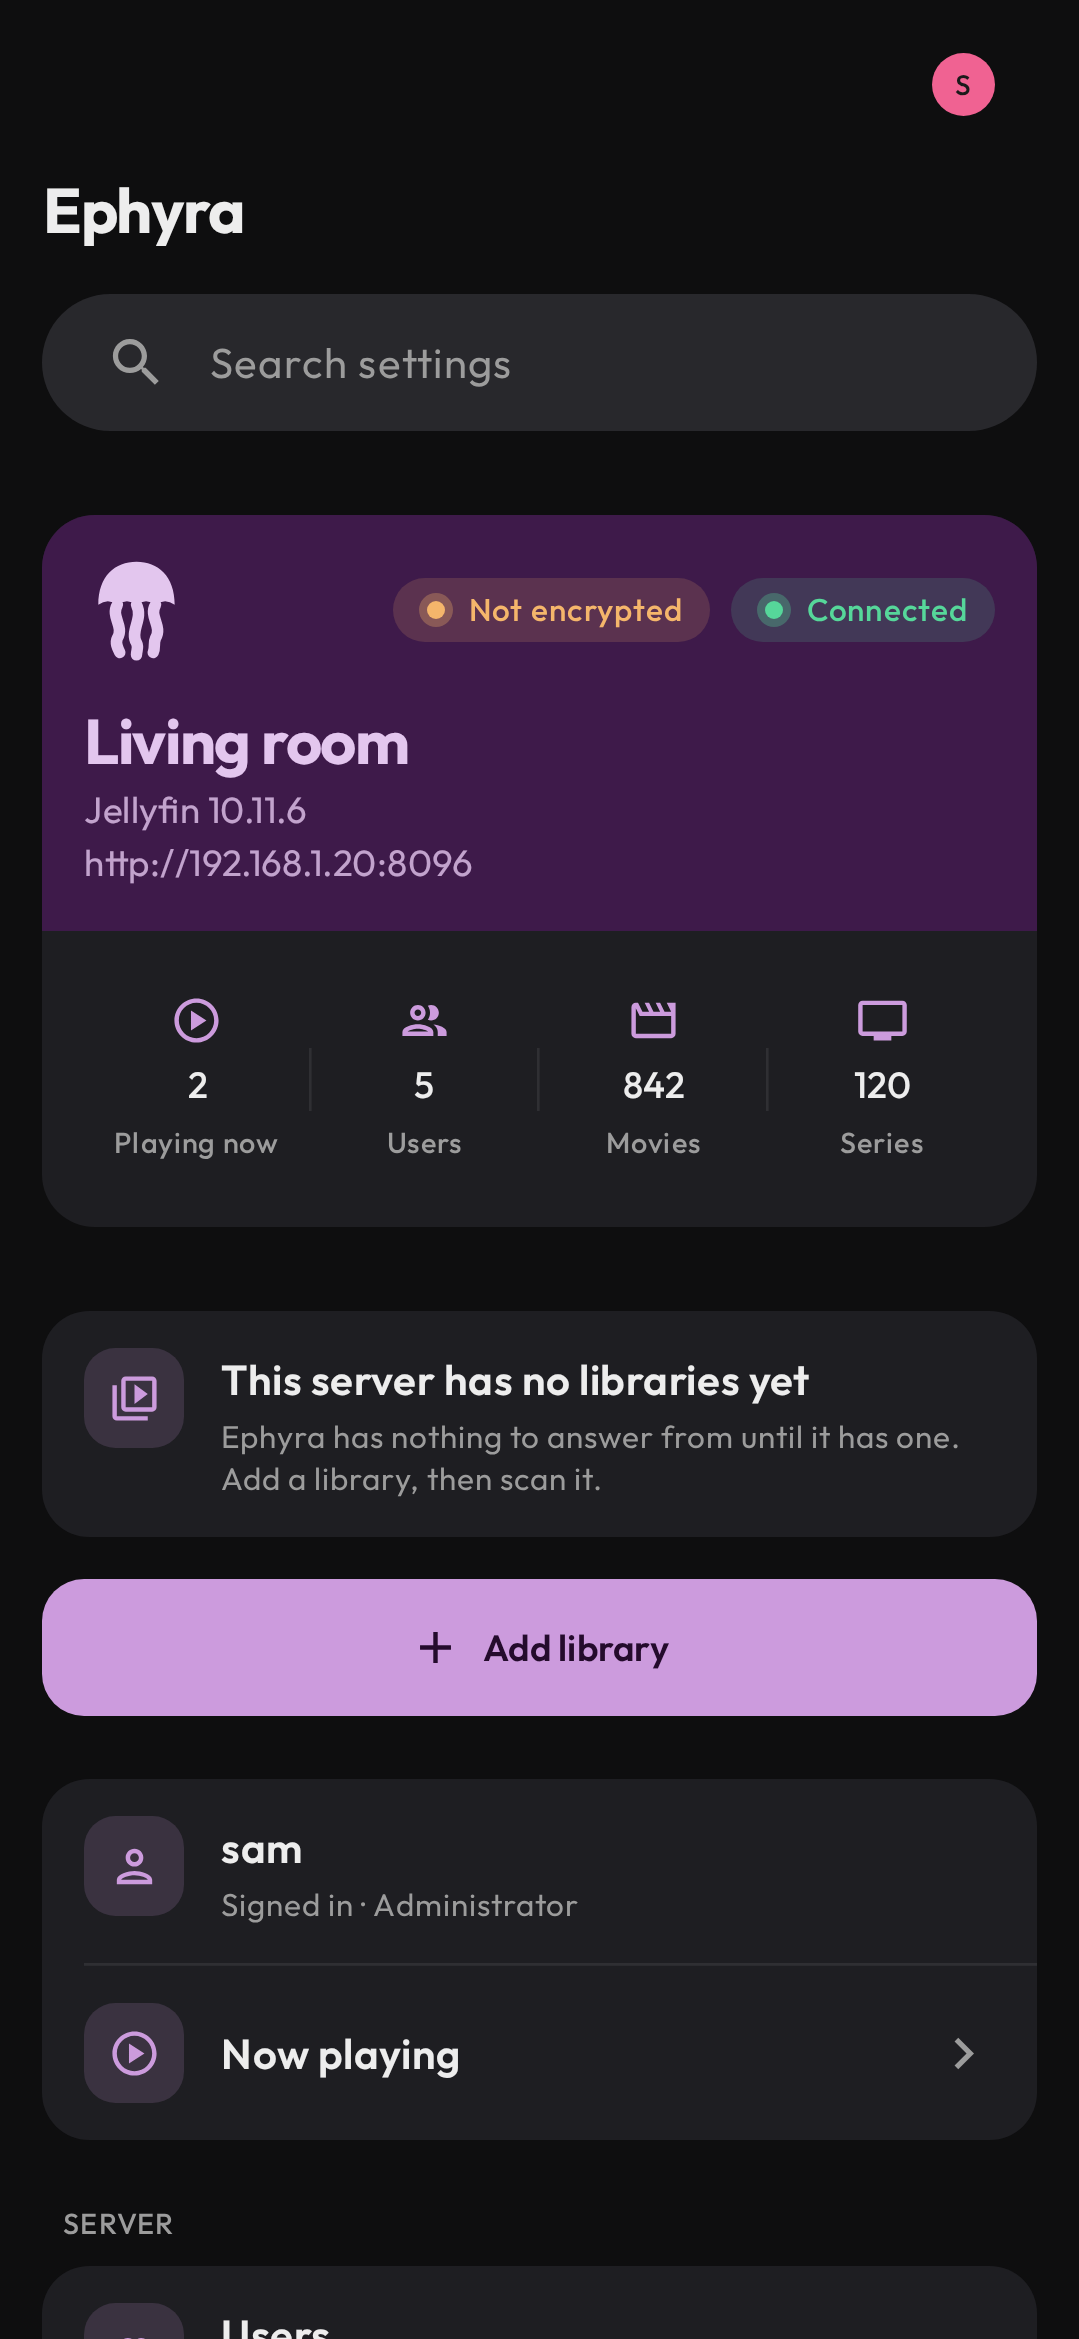 S
Ephyra
Search settings
Not encrypted
Connected
Living room
Jellyfin 10.11.6
http://192.168.1.20:8096
2
5
842
120
Playing now
Users
Movies
Series
This server has no libraries yet
Ephyra has nothing to answer from until it has one.
Add a library, then scan it.
Add library
sam
Signed in · Administrator
Now playing
SERVER
Users